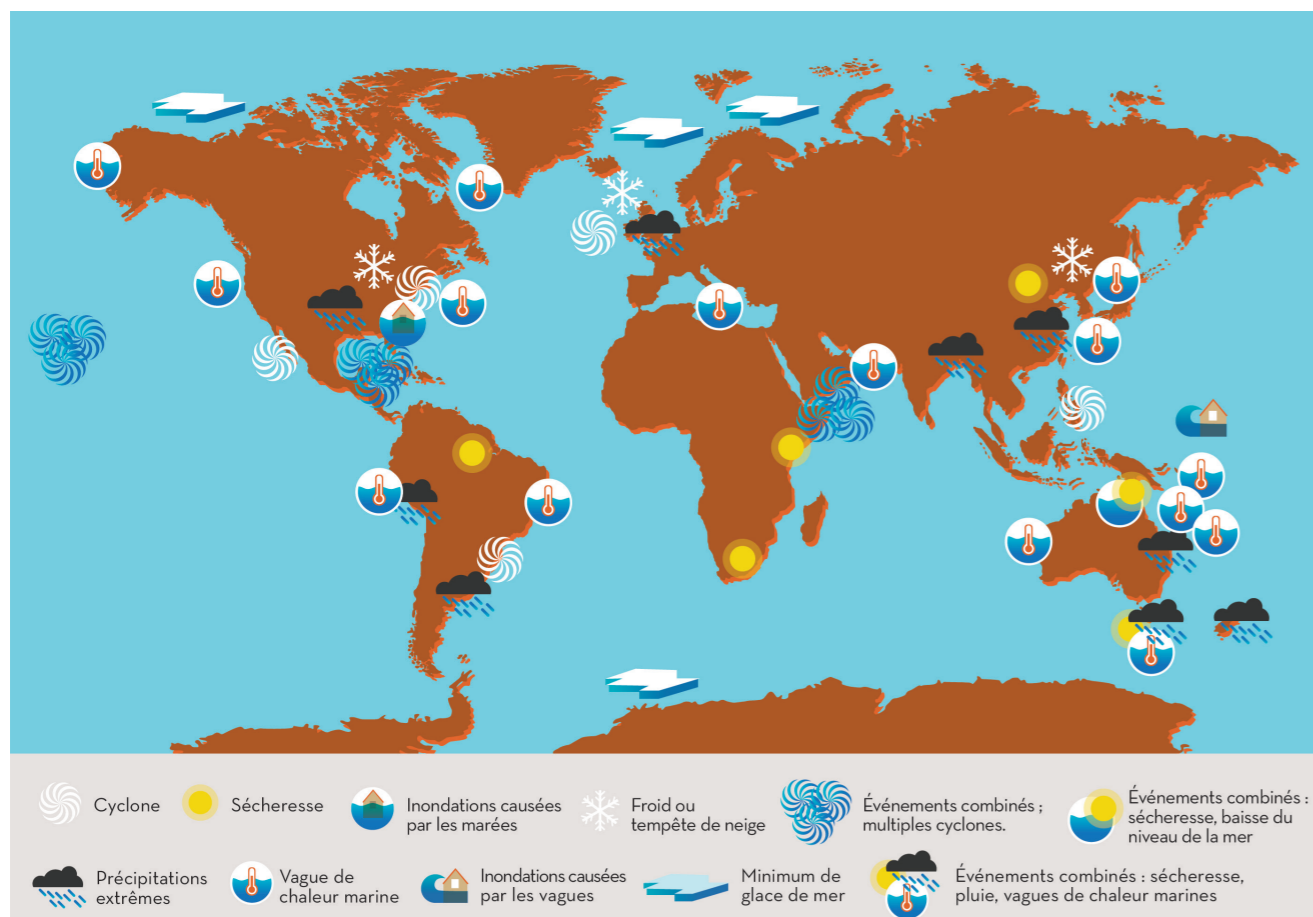 Cyclone
Sécheresse
Inondations causées
par les marées
Froid ou
tempête de neige
Événements combinés ;
multiples cyclones.
Événements combinés :
sécheresse, baisse du
niveau de la mer
Précipitations
extrêmes
Vague de
chaleur marine
Inondations causées
par les vagues
Minimum de
glace de mer
Événements combinés : sécheresse,
pluie, vagues de chaleur marines